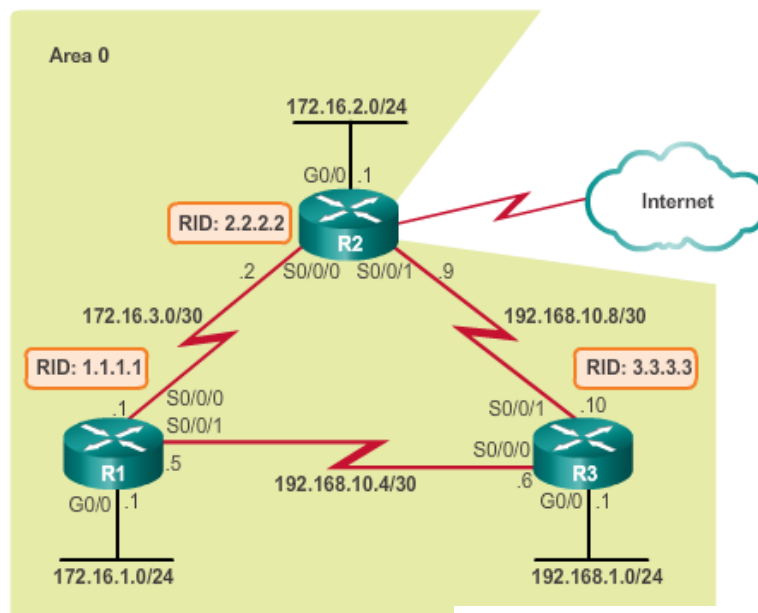 Area 0
172.16.2.0/24
G0/0 .1
Internet
RID: 2.2.2.2
R2
.2 S0/0/0 S0/0/1 .9
172.16.3.0/30
192.168.10.8/30
RID: 1.1.1.1
RID: 3.3.3.3
.1 S0/0/0
S0/0/1 .10
S0/0/1
S0/0/0
R1
.5
R3
.6
192.168.10.4/30
G0/0 .1
G0/0 .1
172.16.1.0/24
192.168.1.0/24